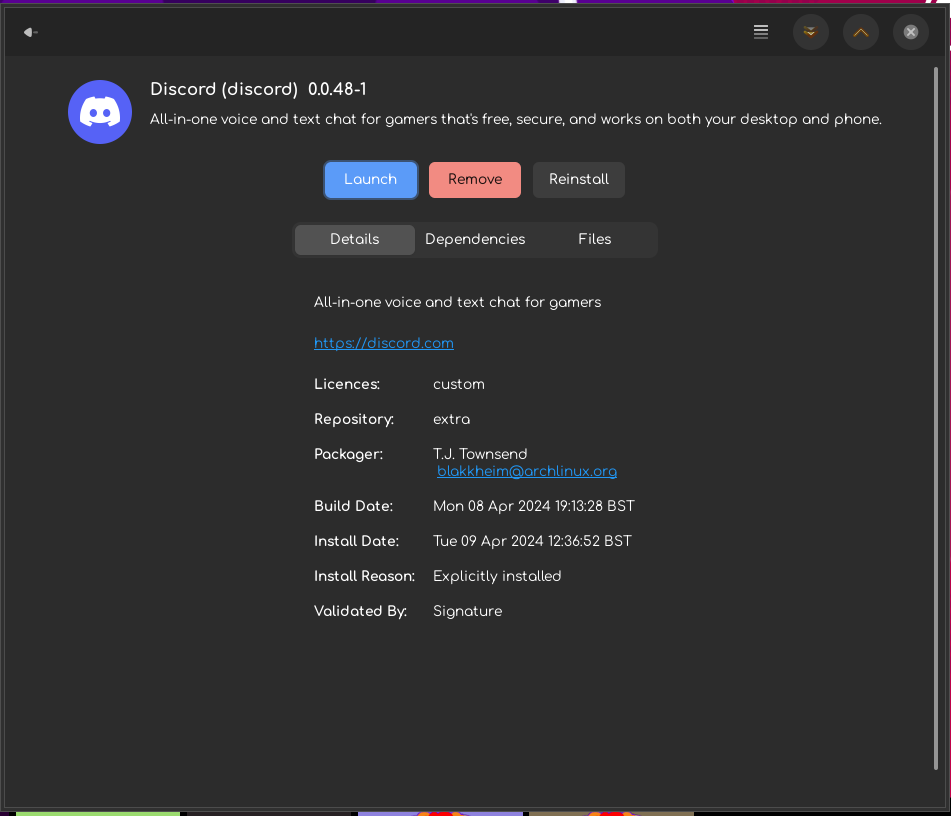 Discord (discord)  0.0.48-1
All-in-one voice and text chat for gamers that's free, secure, and works on both your desktop and phone.
Launch Remove Reinstall
Details Dependencies Files
All-in-one voice and text chat for gamers
https://discord.com
Licences: custom
Repository: extra
Packager: T.J. Townsend
blakkheim@archlinux.org
Build Date: Mon 08 Apr 2024 19:13:28 BST
Install Date: Tue 09 Apr 2024 12:36:52 BST
Install Reason: Explicitly installed
Validated By: Signature